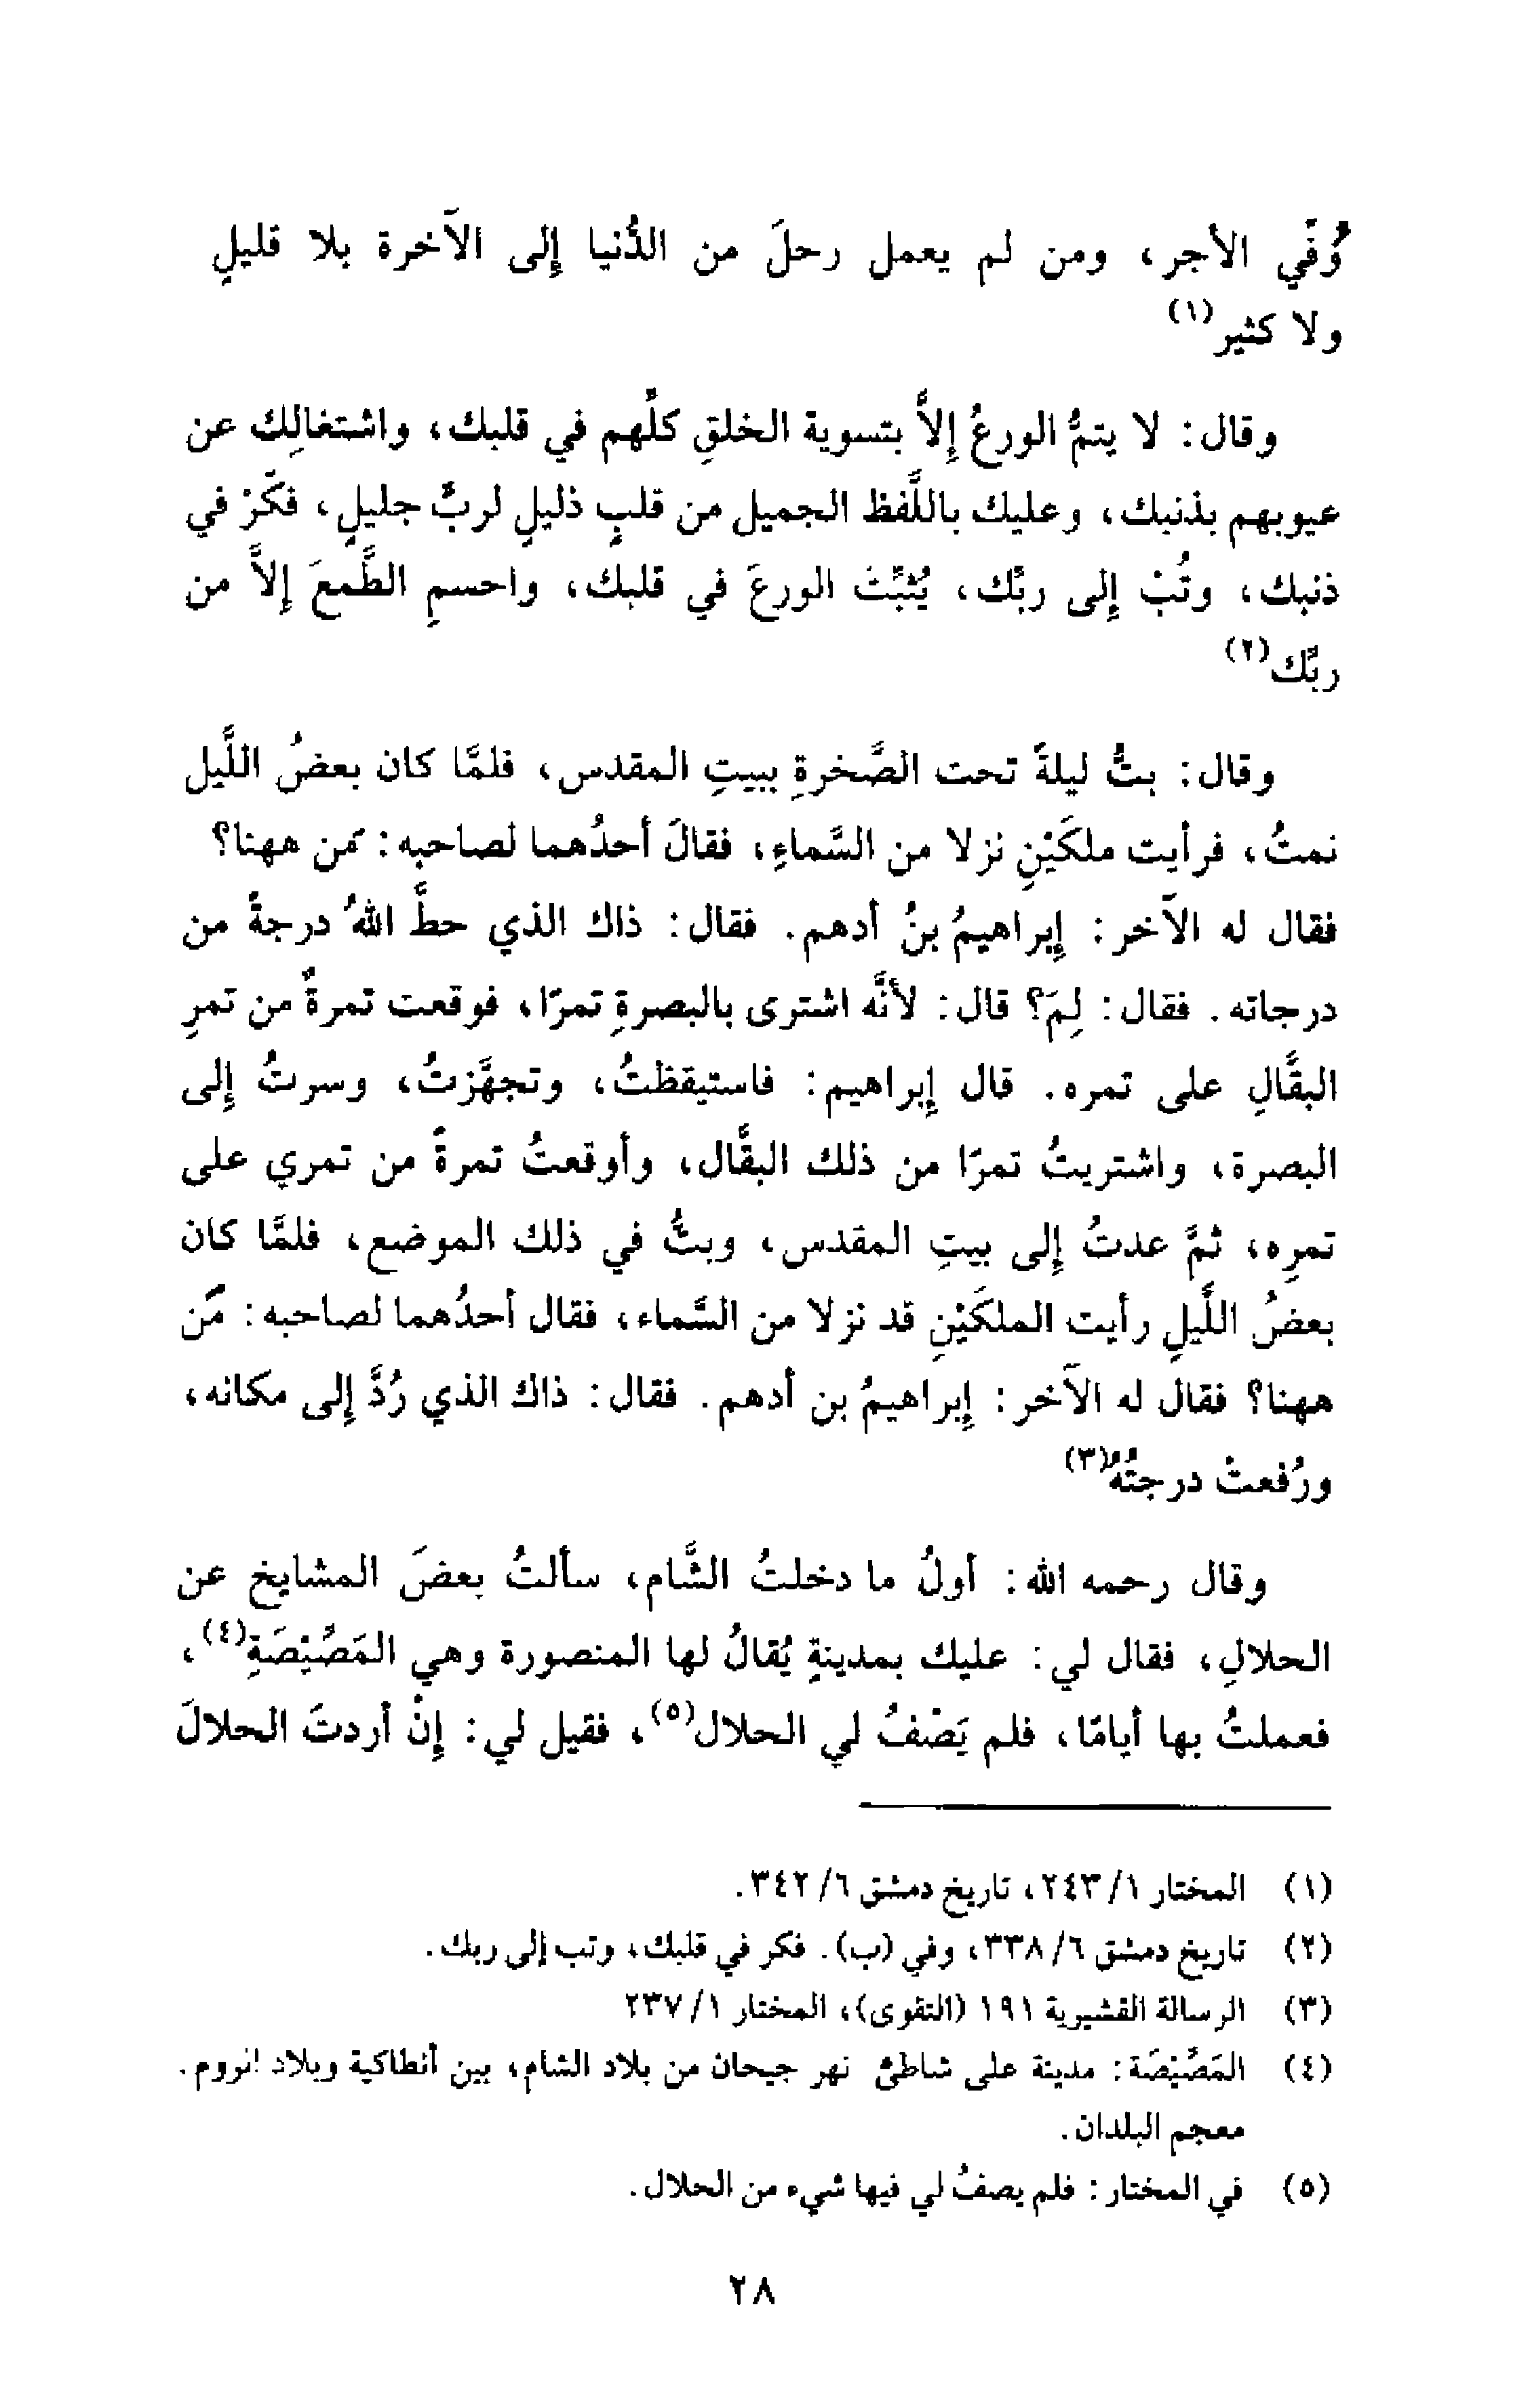 وُفِّي الأجر، ومن لم يعمل رحلَ من الدُّنيا إلى الآخرة بلا قليلٍ
ولا كثير(١)
وقال: لا يتمُّ الورعُ إلاَّ بتسوية الخلقِ كلِّهم في قلبك، واشتغالِك عن
عيوبهم بذنبك، وعليك باللَّفظ الجميل من قلبٍ ذليلٍ لربٍّ جليلٍ، فكِّرْ في
ذنبك، وتُبْ إلى ربِّك، يُثبِّتْ الورعَ في قلبك، واحسمِ الطَّمعَ إلاَّ من
ربِّك(٢)
وقال: بتُّ ليلةً تحت الصَّخرةِ ببيتِ المقدس، فلمَّا كان بعضُ اللَّيل
نمتُ، فرأيت ملكَيْنِ نزلا من السَّماءِ، فقالَ أحدُهما لصاحبه: مَن ههنا؟
فقال له الآخر: إبراهيمُ بنُ أدهم. فقال: ذاك الذي حطَّ اللهُ درجةً من
درجاته. فقال: لِمَ؟ قال: لأنَّه اشترى بالبصرةِ تمرًا، فوقعت تمرةٌ من تمرِ
البقَّالِ على تمره. قال إبراهيم: فاستيقظتُ، وتجهَّزتُ، وسرتُ إلى
البصرة، واشتريتُ تمرًا من ذلك البقَّال، وأوقعتُ تمرةً من تمري على
تمرِه، ثمَّ عدتُ إلى بيتِ المقدس، وبتُّ في ذلك الموضع، فلمَّا كان
بعضُ اللَّيلِ رأيت الملكَيْنِ قد نزلا من السَّماء، فقال أحدُهما لصاحبه: مَن
ههنا؟ فقال له الآخر: إبراهيمُ بن أدهم. فقال: ذاك الذي رُدَّ إلى مكانه،
ورُفعتْ درجتُهُ(٣)
وقال رحمه الله: أولُ ما دخلتُ الشَّام، سألتُ بعضَ المشايخ عن
الحلالِ، فقال لي: عليك بمدينةٍ يُقالُ لها المنصورة وهي المَصِّيْصَةِ(٤)،
فعملتُ بها أيامًا، فلم يَصْفُ لي الحلال(٥)، فقيل لي: إنْ أردتَ الحلالَ
(١) المختار ١/ ٢٤٣، تاريخ دمشق ٦/ ٣٤٢.
(٢) تاريخ دمشق ٦/ ٣٣٨، وفي (ب). فكر في قلبك، وتب إلى ربك.
(٣) الرسالة القشيرية ١٩١ (التقوى)، المختار ١/ ٢٣٧
(٤) المَصِّيْصَة: مدينة على شاطئ نهر جيحان من بلاد الشام، بين أنطاكية وبلاد الروم.
معجم البلدان.
(٥) في المختار: فلم يصفُ لي فيها شيء من الحلال.
٢٨